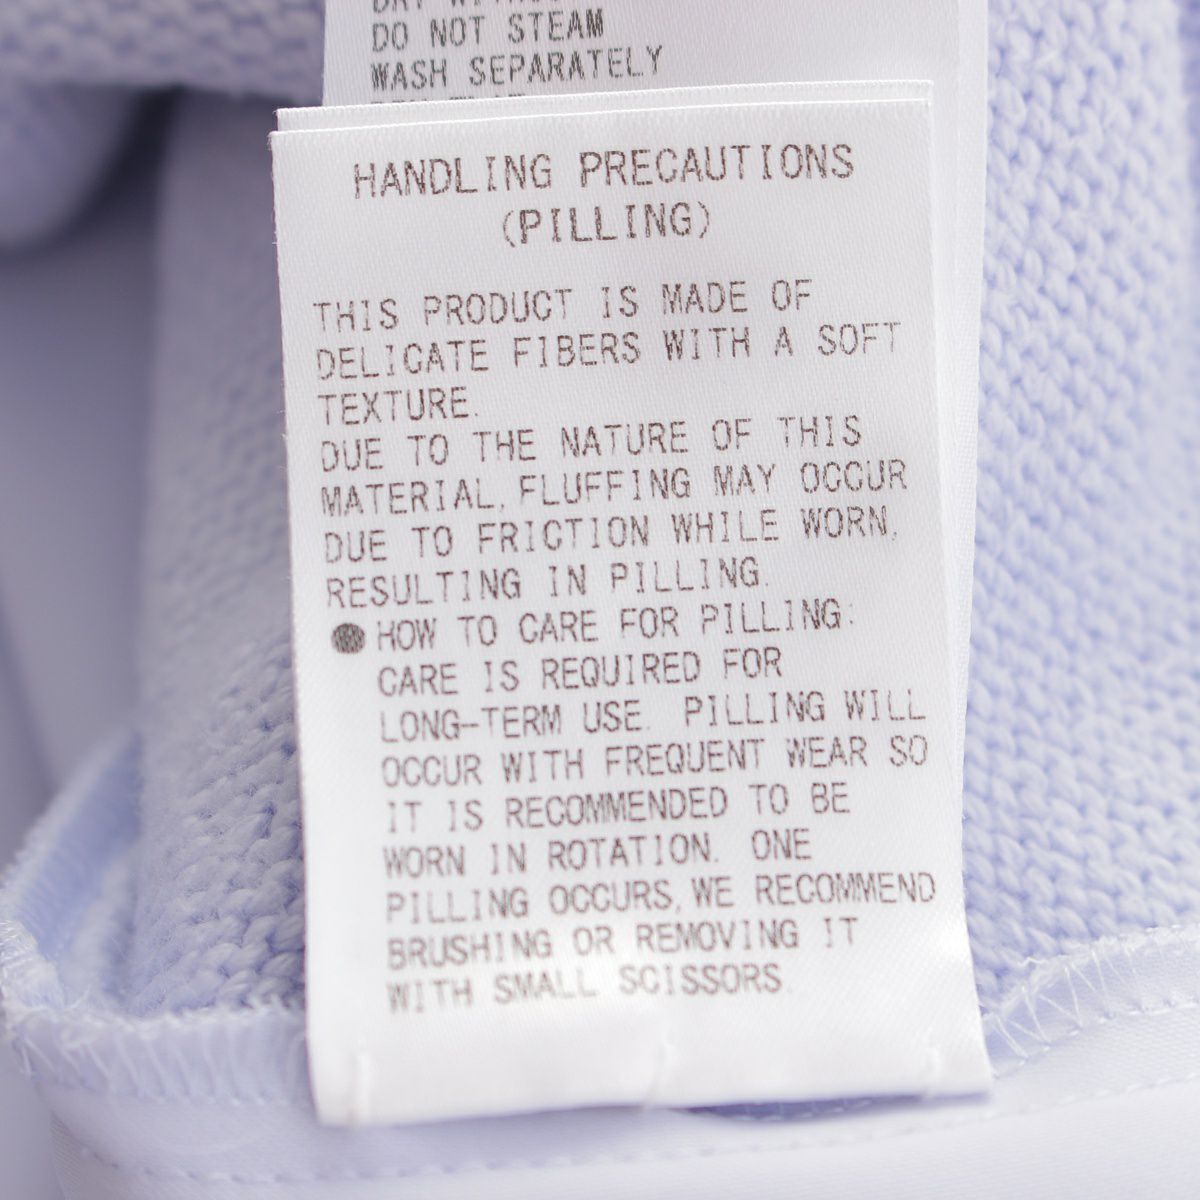 DO NOT STEAM
WASH SEPARATELY
HANDLING PRECAUTIONS
(PILLING)
THIS PRODUCT IS MADE OF
DELICATE FIBERS WITH A SOFT
TEXTURE.
DUE TO THE NATURE OF THIS
MATERIAL, FLUFFING MAY OCCUR
DUE TO FRICTION WHILE WORN,
RESULTING IN PILLING.
●HOW TO CARE FOR PILLING:
CARE IS REQUIRED FOR
LONG-TERM USE. PILLING WILL
OCCUR WITH FREQUENT WEAR SO
IT IS RECOMMENDED TO BE
WORN IN ROTATION. ONE
PILLING OCCURS, WE RECOMMEND
BRUSHING OR REMOVING IT
WITH SMALL SCISSORS.